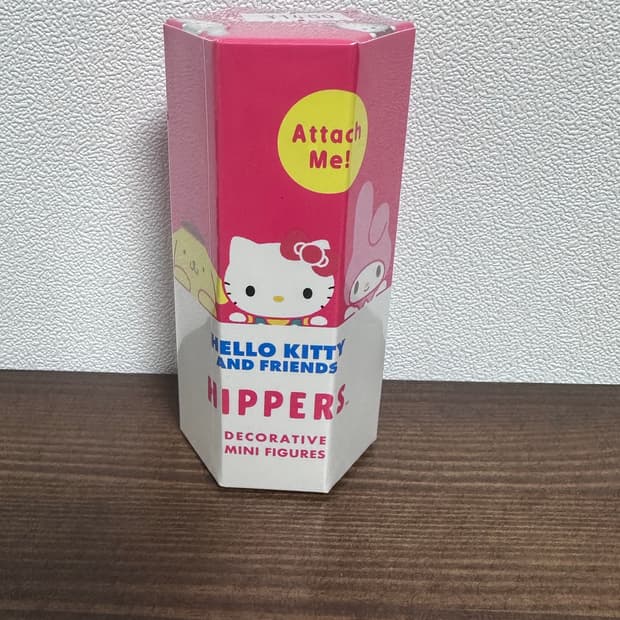 Attach
Me!
HELLO KITTY
AND FRIENDS
HIPPERS
DECORATIVE
MINI FIGURES